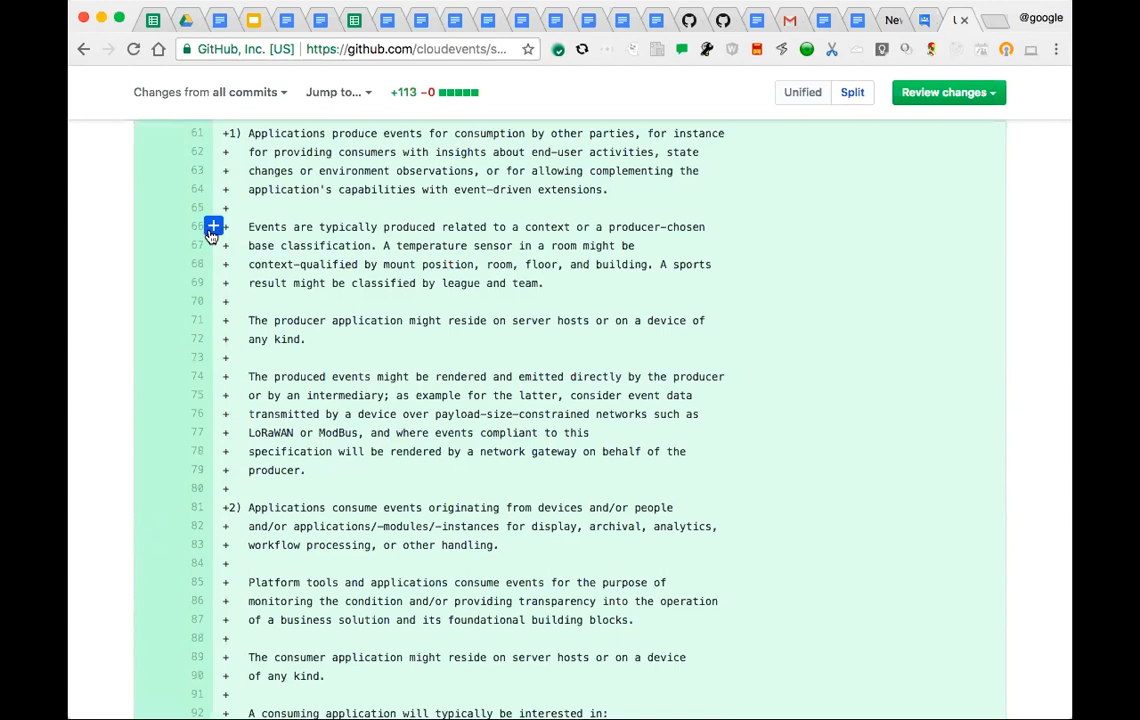 Ne
L
@google
GitHub, Inc. [US]
https://github.com/cloudevents/s...
Changes from all commits
Jump to...
+113 −0
Unified
Split
Review changes
61 +1) Applications produce events for consumption by other parties, for instance
62 + for providing consumers with insights about end-user activities, state
63 + changes or environment observations, or for allowing complementing the
64 + application's capabilities with event-driven extensions.
65 +
66 + Events are typically produced related to a context or a producer-chosen
67 + base classification. A temperature sensor in a room might be
68 + context-qualified by mount position, room, floor, and building. A sports
69 + result might be classified by league and team.
70 +
71 + The producer application might reside on server hosts or on a device of
72 + any kind.
73 +
74 + The produced events might be rendered and emitted directly by the producer
75 + or by an intermediary; as example for the latter, consider event data
76 + transmitted by a device over payload-size-constrained networks such as
77 + LoRaWAN or ModBus, and where events compliant to this
78 + specification will be rendered by a network gateway on behalf of the
79 + producer.
80 +
81 +2) Applications consume events originating from devices and/or people
82 + and/or applications/-modules/-instances for display, archival, analytics,
83 + workflow processing, or other handling.
84 +
85 + Platform tools and applications consume events for the purpose of
86 + monitoring the condition and/or providing transparency into the operation
87 + of a business solution and its foundational building blocks.
88 +
89 + The consumer application might reside on server hosts or on a device
90 + of any kind.
91 +
92 + A consuming application will typically be interested in: